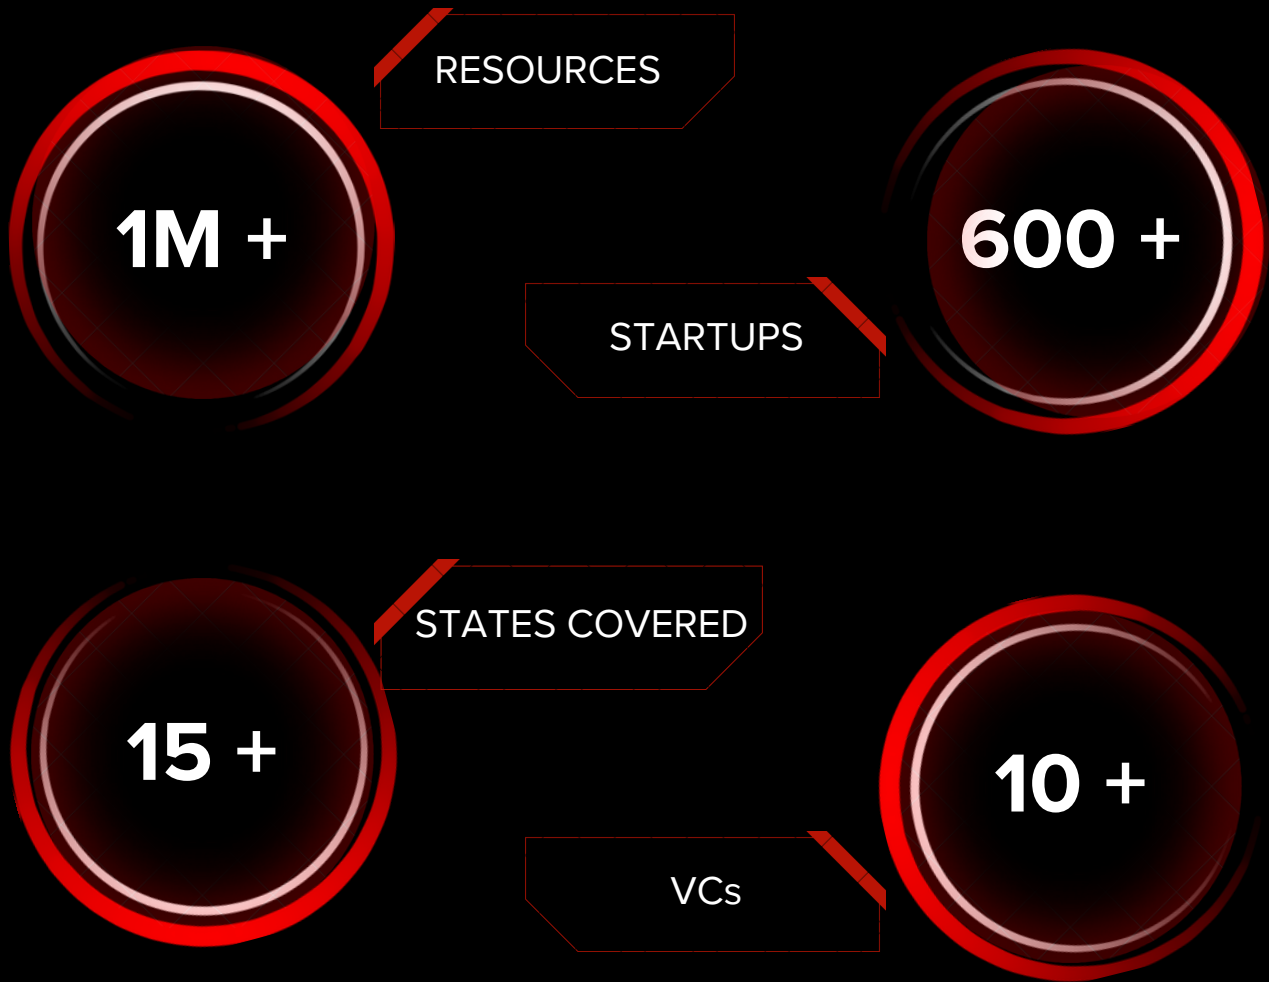 RESOURCES
1M +
600 +
STARTUPS
STATES COVERED
15 +
10 +
VCs